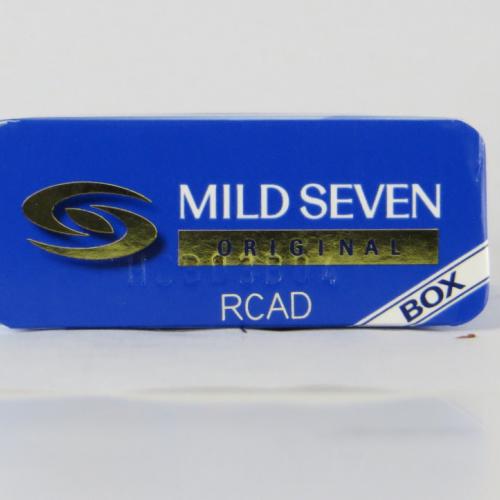 MILD SEVEN
ORIGINAL
RCAD
BOX